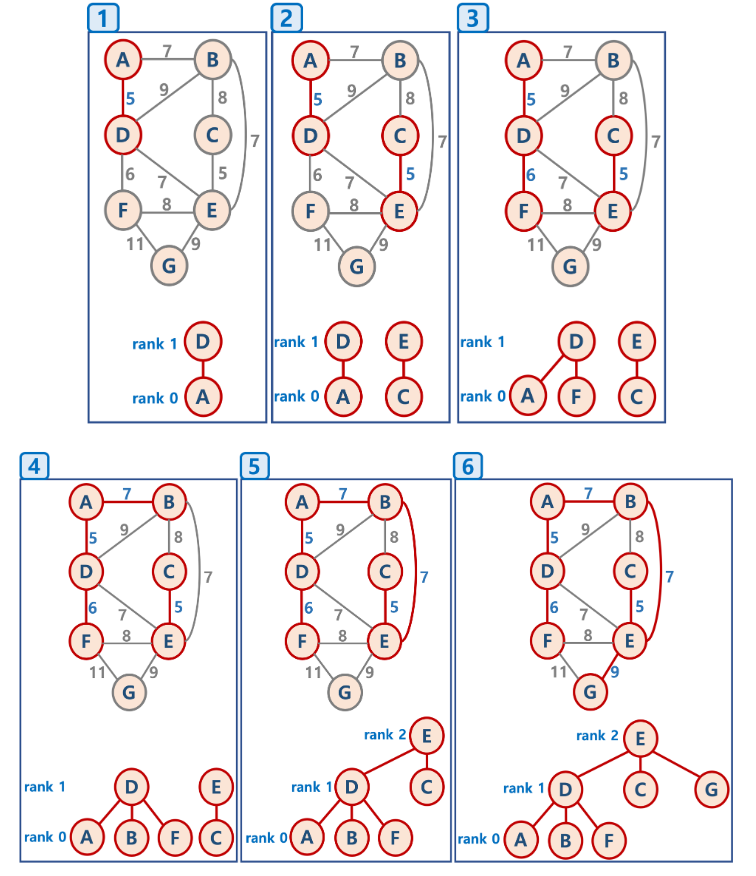 1
A 7 B
5 9 8
D C 7
6 7 5
F 8 E
11 9
G
rank 1 D
rank 0 A
2
A 7 B
5 9 8
D C 7
6 7 5
F 8 E
11 9
G
rank 1 D E
rank 0 A C
3
A 7 B
5 9 8
D C 7
6 7 5
F 8 E
11 9
G
rank 1 D E
rank 0 A F C
4
A 7 B
5 9 8
D C 7
6 7 5
F 8 E
11 9
G
rank 1 D E
rank 0 A B F C
5
A 7 B
5 9 8
D C 7
6 7 5
F 8 E
11 9
G
rank 2 E
rank 1 D C
rank 0 A B F
6
A 7 B
5 9 8
D C 7
6 7 5
F 8 E
11 9
G
rank 2 E
rank 1 D C G
rank 0 A B F